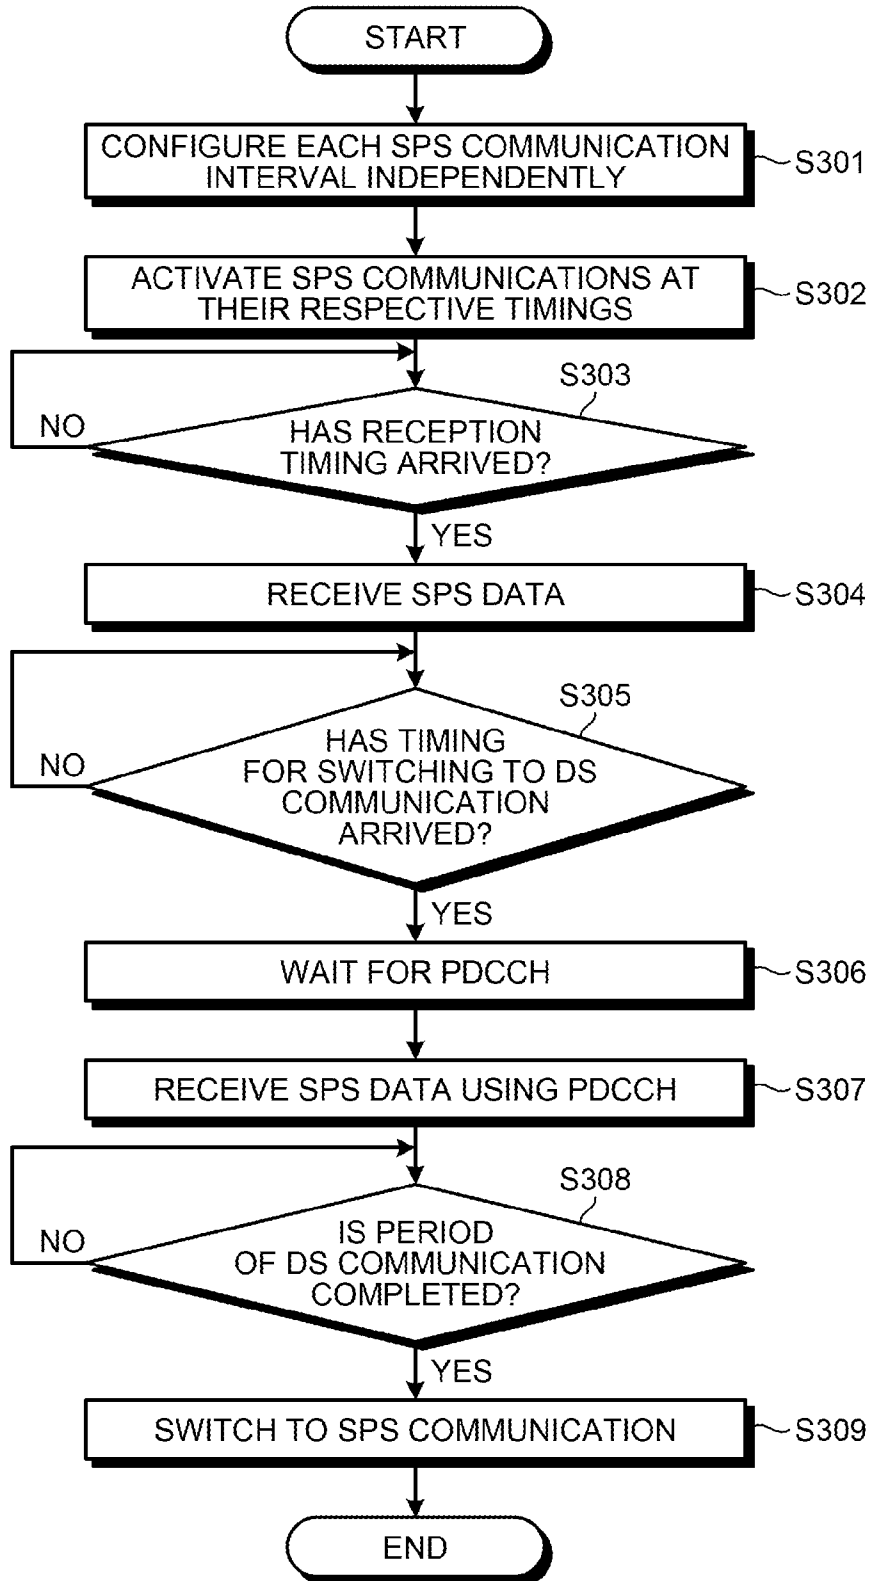 START
CONFIGURE EACH SPS COMMUNICATION
INTERVAL INDEPENDENTLY
S301
ACTIVATE SPS COMMUNICATIONS AT
THEIR RESPECTIVE TIMINGS
S302
S303
NO
HAS RECEPTION
TIMING ARRIVED?
YES
RECEIVE SPS DATA
S304
S305
NO
HAS TIMING
FOR SWITCHING TO DS
COMMUNICATION
ARRIVED?
YES
WAIT FOR PDCCH
S306
RECEIVE SPS DATA USING PDCCH
S307
S308
NO
IS PERIOD
OF DS COMMUNICATION
COMPLETED?
YES
SWITCH TO SPS COMMUNICATION
S309
END